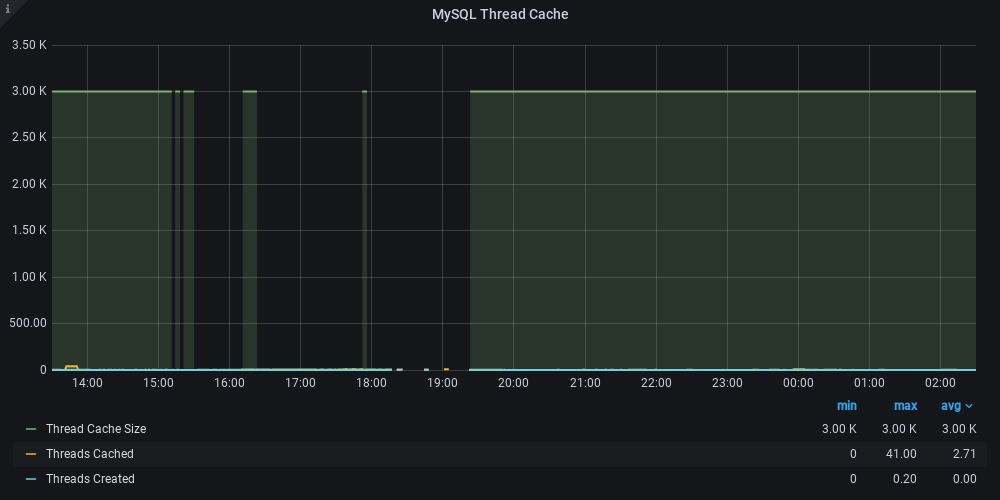 i
MySQL Thread Cache
3.50 K
3.00 K
2.50 K
2.00 K
1.50 K
1.00 K
500.00
0
14:00 15:00 16:00 17:00 18:00 19:00 20:00 21:00 22:00 23:00 00:00 01:00 02:00
min max avg
Thread Cache Size 3.00 K 3.00 K 3.00 K
Threads Cached 0 41.00 2.71
Threads Created 0 0.20 0.00